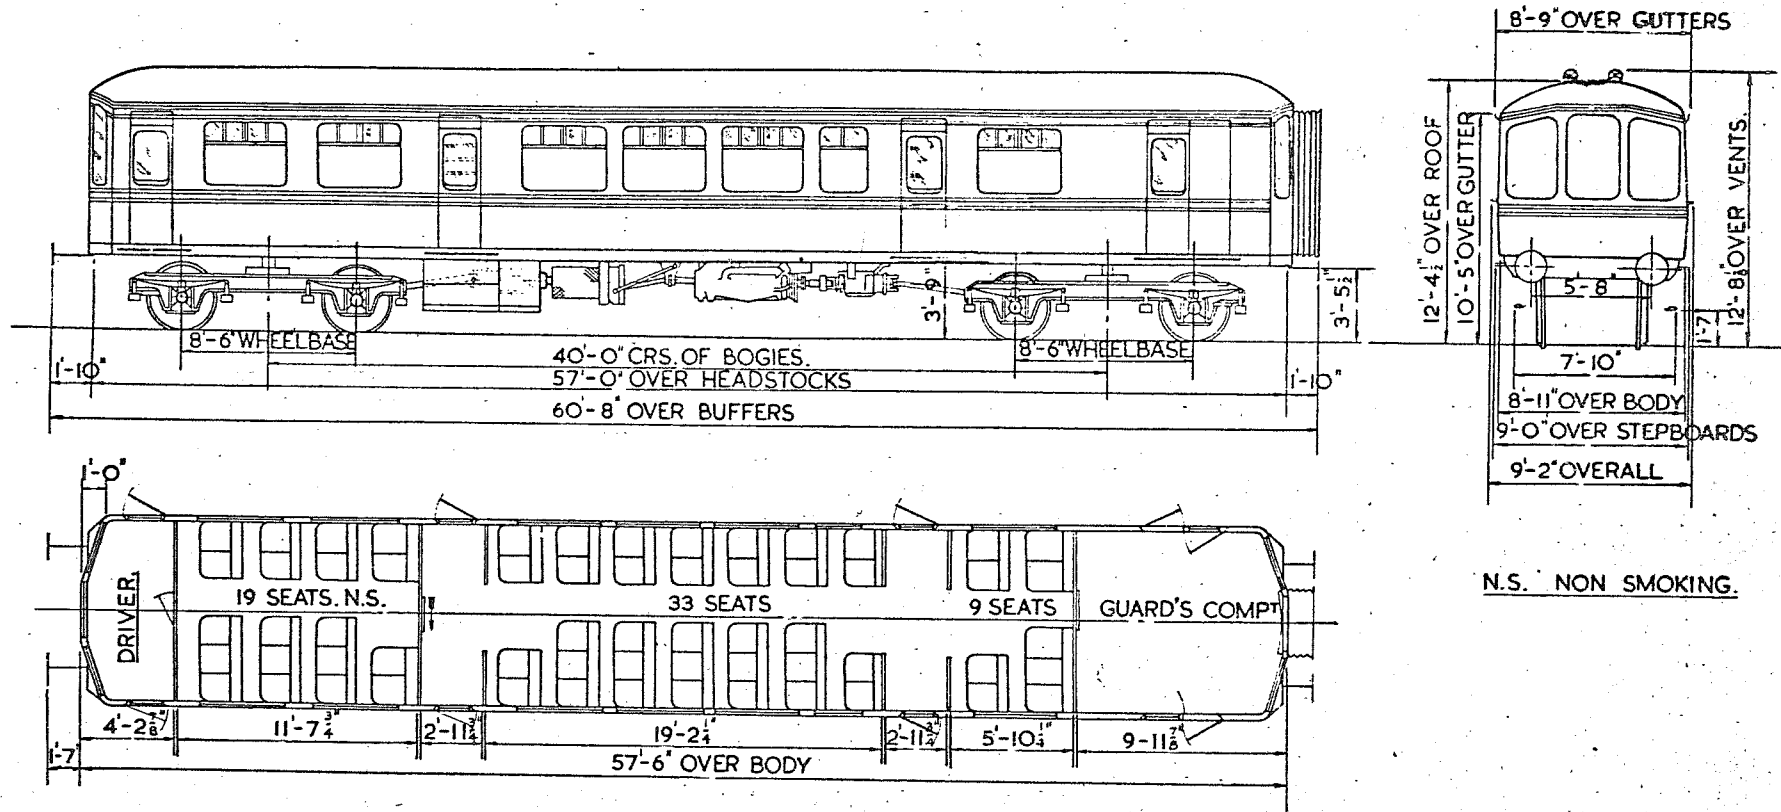 8'-9" OVER GUTTERS
12'-4½" OVER ROOF
10'-5" OVER GUTTER
12'-8⅛" OVER VENTS.
5'-8"
1'-7"
7'-10"
8'-11" OVER BODY
9'-0" OVER STEPBOARDS
9'-2" OVERALL
3'-9"
3'-5½"
8'-6" WHEELBASE
8'-6" WHEELBASE
40'-0" CRS. OF BOGIES.
1'-10"
57'-0" OVER HEADSTOCKS
1'-10"
60'-8" OVER BUFFERS
1'-0"
DRIVER.
19 SEATS. N.S.
33 SEATS
9 SEATS
GUARD'S COMPT
N.S. NON SMOKING.
4'-2⅞"
11'-7¾"
2'-11¾"
19'-2¼"
2'-11¾"
5'-10¼"
9'-11⅞"
1'-7"
57'-6" OVER BODY